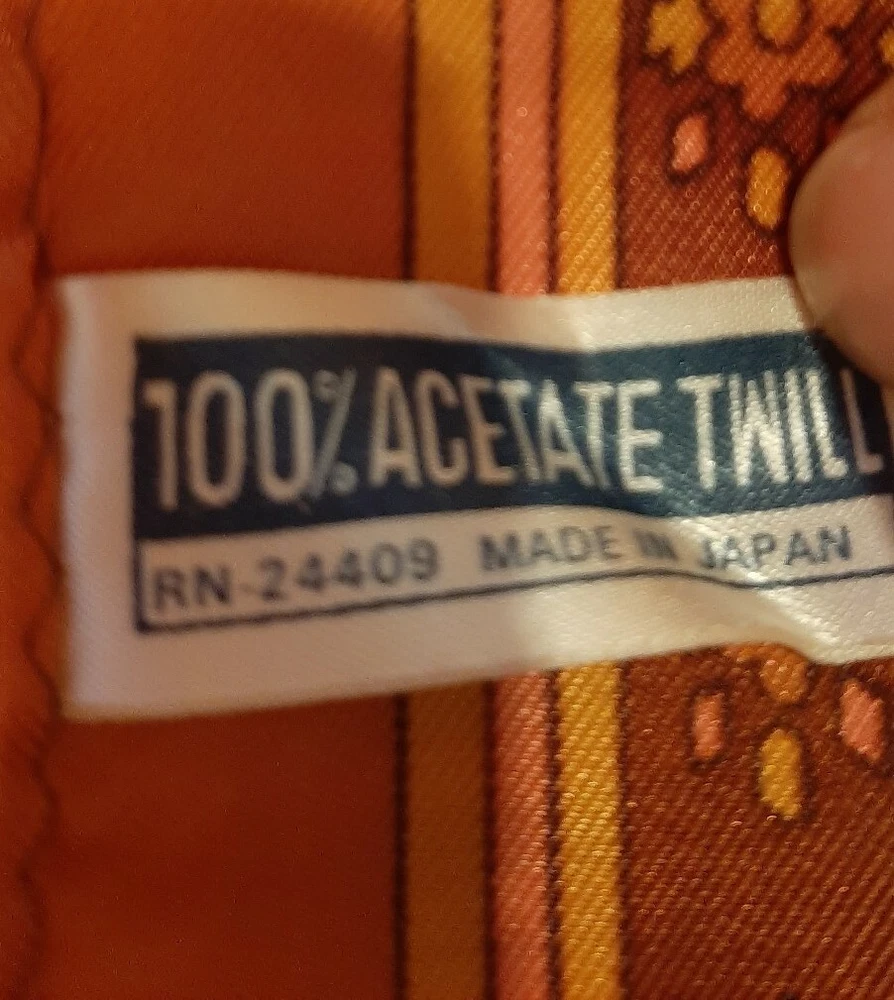 100% ACETATE TWILL
RN-24409 MADE IN JAPAN